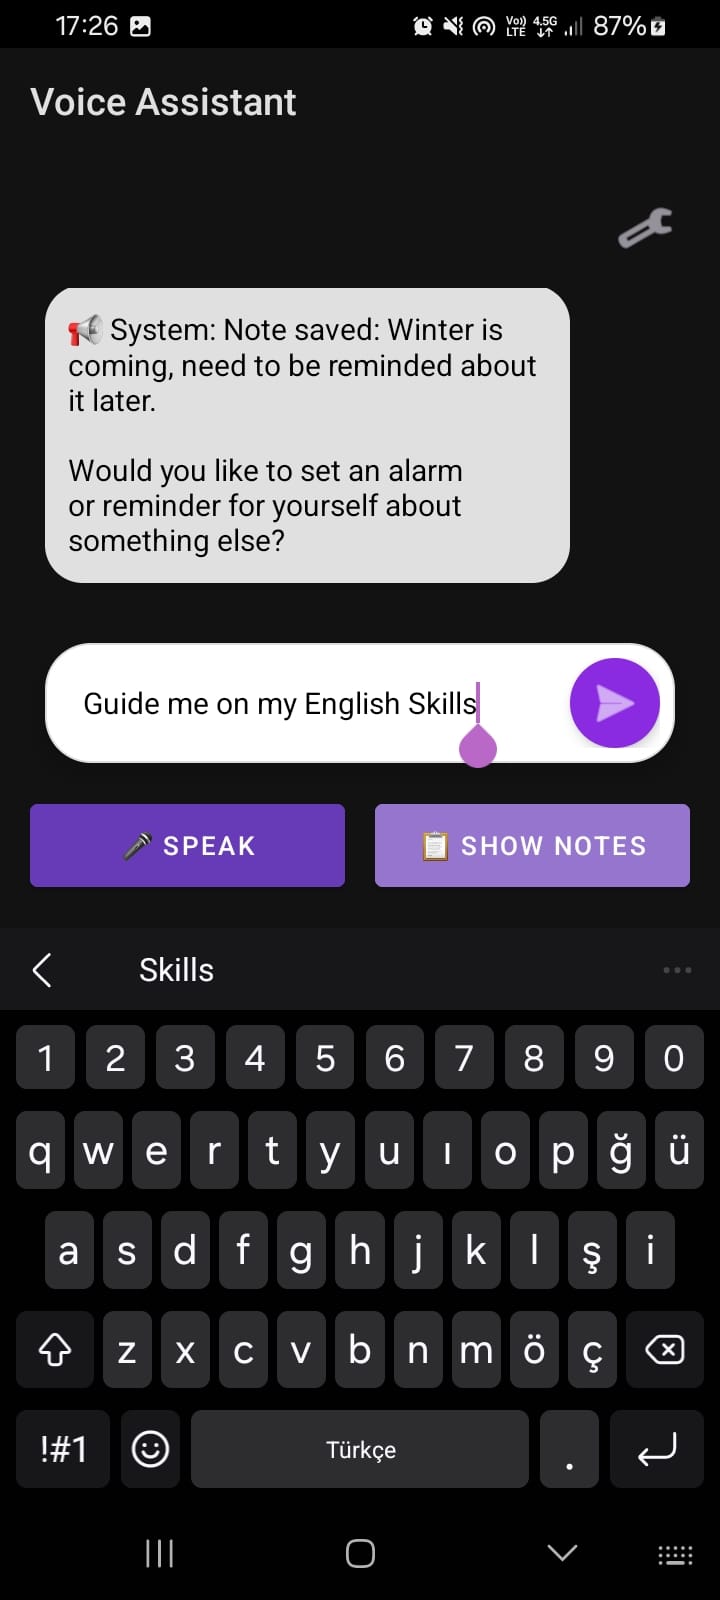 17:26 Vo)) LTE 4.5G 87%
Voice Assistant
📢 System: Note saved: Winter is
coming, need to be reminded about
it later.
Would you like to set an alarm
or reminder for yourself about
something else?
Guide me on my English Skills
🎤 SPEAK 📋 SHOW NOTES
Skills
1 2 3 4 5 6 7 8 9 0
q w e r t y u ı o p ğ ü
a s d f g h j k l ş i
z x c v b n m ö ç
!#1 Türkçe .